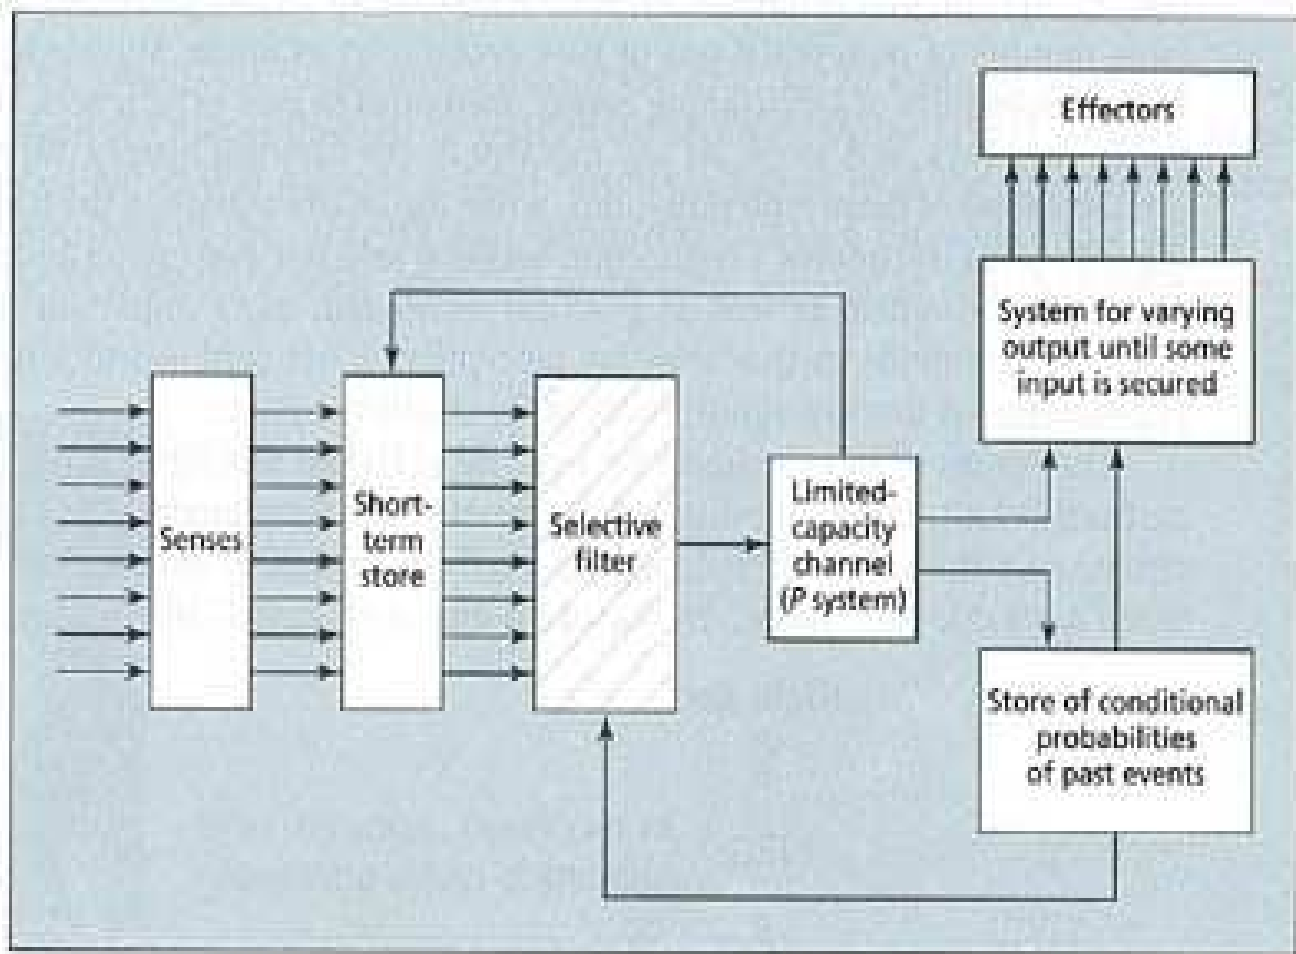 Effectors
System for varying
output until some
input is secured
Senses
Short-
term
store
Selective
filter
Limited-
capacity
channel
(P system)
Store of conditional
probabilities
of past events